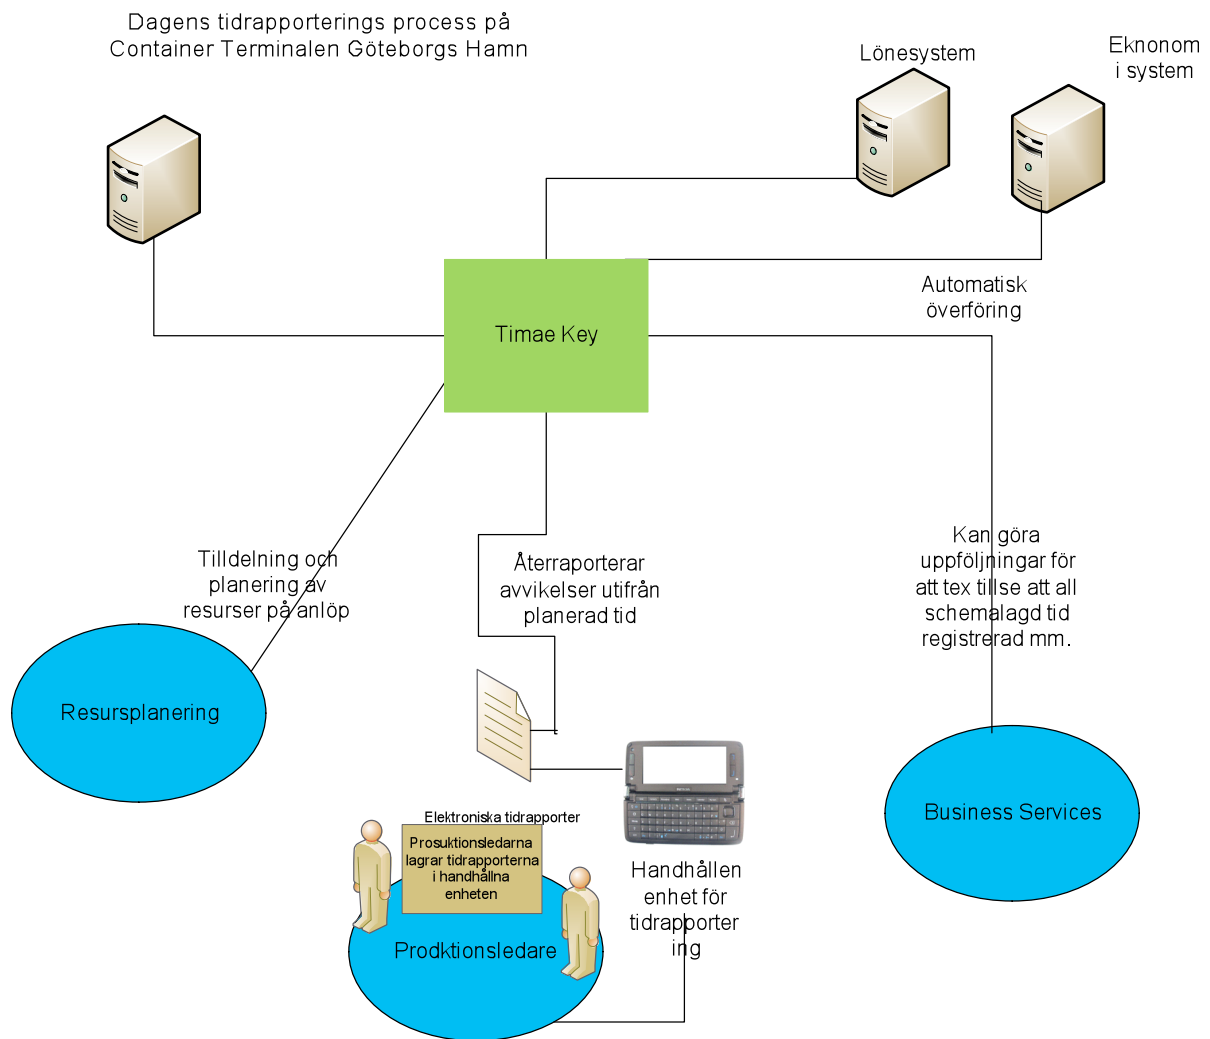 Dagens tidrapporterings process på
Container Terminalen Göteborgs Hamn
Lönesystem
Eknonom
i system
Automatisk
överföring
Timae Key
Tilldelning och
planering av
resurser på anlöp
Återraporterar
avvikelser utifrån
planerad tid
Kan göra
uppföljningar för
att tex tillse att all
schemalagd tid
registrerad mm.
Resursplanering
Business Services
Elektroniska tidrapporter
Prosuktionsledarna
lagrar tidrapporterna
i handhållna
enheten
Handhållen
enhet för
tidrapporter
ing
Prodktionsledare